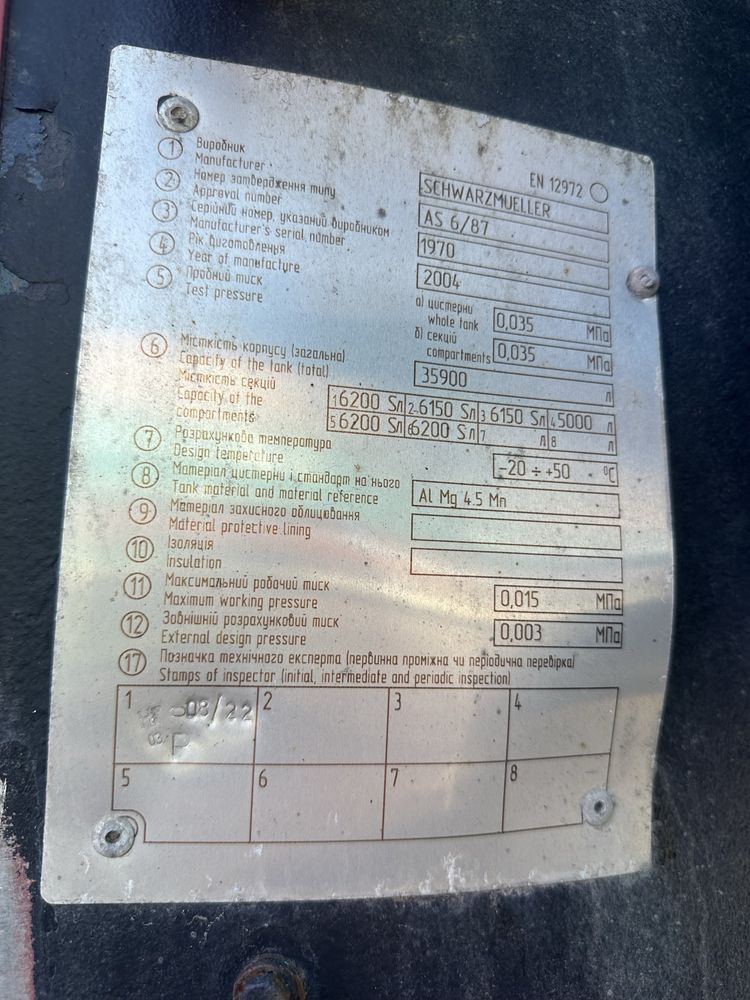 EN 12972
① Виробник
Manufacturer
SCHWARZMUELLER
② Номер затвердження типу
Approval number
AS 6/87
③ Серійний номер, указаний виробником
Manufacturer's serial number
1970
④ Рік виготовлення
Year of manufacture
2004
⑤ Пробний тиск
Test pressure
а) цистерни
whole tank
0,035 МПа
б) секцій
compartments
0,035 МПа
⑥ Місткість корпусу (загальна)
Capacity of the tank (total)
35900 л
Місткість секцій
Capacity of the
compartments
1 6200 Sл 2 6150 Sл 3 6150 Sл 4 5000 л
5 6200 Sл 6 6200 Sл 7 л 8 л
⑦ Розрахункова температура
Design temperature
-20 ÷ +50 °C
⑧ Матеріал цистерни і стандарт на нього
Tank material and material reference
Al Mg 4.5 Mn
⑨ Матеріал захисного облицювання
Material protective lining
⑩ Ізоляція
Insulation
⑪ Максимальний робочий тиск
Maximum working pressure
0,015 МПа
⑫ Зовнішній розрахунковий тиск
External design pressure
0,003 МПа
⑰ Позначка технічного експерта (первинна проміжна чи періодична перевірка)
Stamps of inspector (initial, intermediate and periodic inspection)
1 2 3 4
08/22
P
5 6 7 8